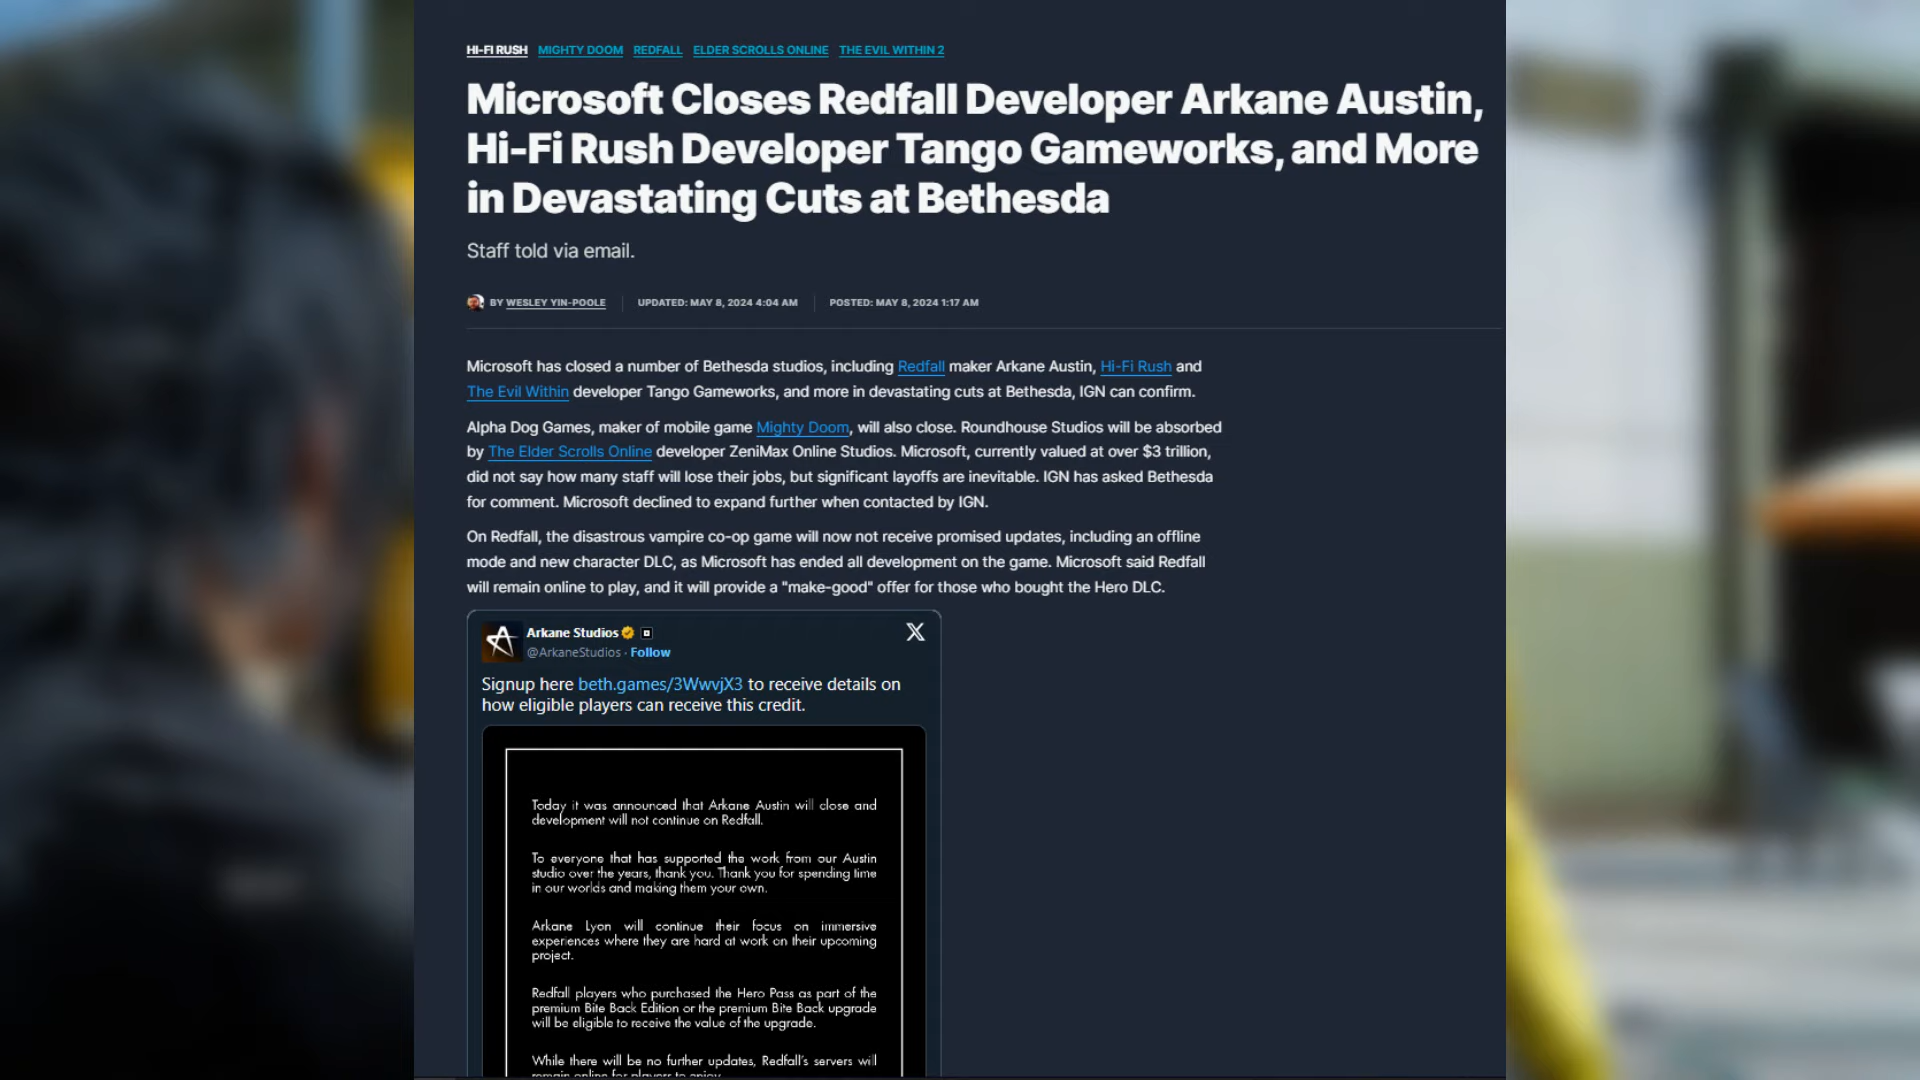 HI-FI RUSH MIGHTY DOOM REDFALL ELDER SCROLLS ONLINE THE EVIL WITHIN 2
Microsoft Closes Redfall Developer Arkane Austin,
Hi-Fi Rush Developer Tango Gameworks, and More
in Devastating Cuts at Bethesda
Staff told via email.
BY WESLEY YIN-POOLE UPDATED: MAY 8, 2024 4:04 AM POSTED: MAY 8, 2024 1:17 AM
Microsoft has closed a number of Bethesda studios, including Redfall maker Arkane Austin, Hi-Fi Rush and
The Evil Within developer Tango Gameworks, and more in devastating cuts at Bethesda, IGN can confirm.
Alpha Dog Games, maker of mobile game Mighty Doom, will also close. Roundhouse Studios will be absorbed
by The Elder Scrolls Online developer ZeniMax Online Studios. Microsoft, currently valued at over $3 trillion,
did not say how many staff will lose their jobs, but significant layoffs are inevitable. IGN has asked Bethesda
for comment. Microsoft declined to expand further when contacted by IGN.
On Redfall, the disastrous vampire co-op game will now not receive promised updates, including an offline
mode and new character DLC, as Microsoft has ended all development on the game. Microsoft said Redfall
will remain online to play, and it will provide a "make-good" offer for those who bought the Hero DLC.
Arkane Studios
@ArkaneStudios · Follow
Signup here beth.games/3WwvjX3 to receive details on
how eligible players can receive this credit.
Today it was announced that Arkane Austin will close and
development will not continue on Redfall.
To everyone that has supported the work from our Austin
studio over the years, thank you. Thank you for spending time
in our worlds and making them your own.
Arkane Lyon will continue their focus on immersive
experiences where they are hard at work on their upcoming
project.
Redfall players who purchased the Hero Pass as part of the
premium Bite Back Edition or the premium Bite Back upgrade
will be eligible to receive the value of the upgrade.
While there will be no further updates, Redfall's servers will
remain online for players to enjoy.